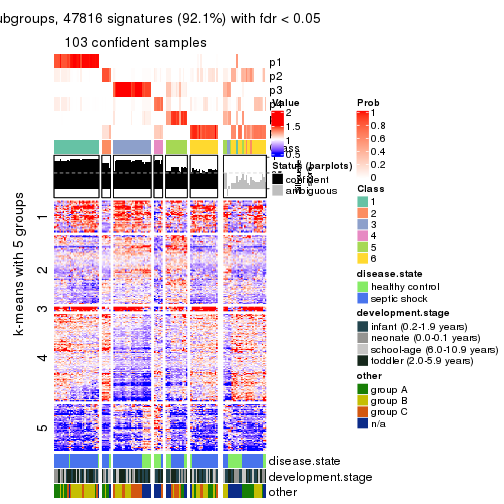 ubgroups, 47816 signatures (92.1%) with fdr < 0.05
103 confident samples
p1
p2
p3
Value
2
1.5
1
0.5
Status (barplots)
confident
ambiguous
Prob
1
0.8
0.6
0.4
0.2
0
Class
1
2
3
4
5
6
disease.state
healthy control
septic shock
development.stage
infant (0.2-1.9 years)
neonate (0.0-0.1 years)
school-age (6.0-10.9 years)
toddler (2.0-5.9 years)
other
group A
group B
group C
n/a
k-means with 5 groups
1
2
3
4
5
disease.state
development.stage
other